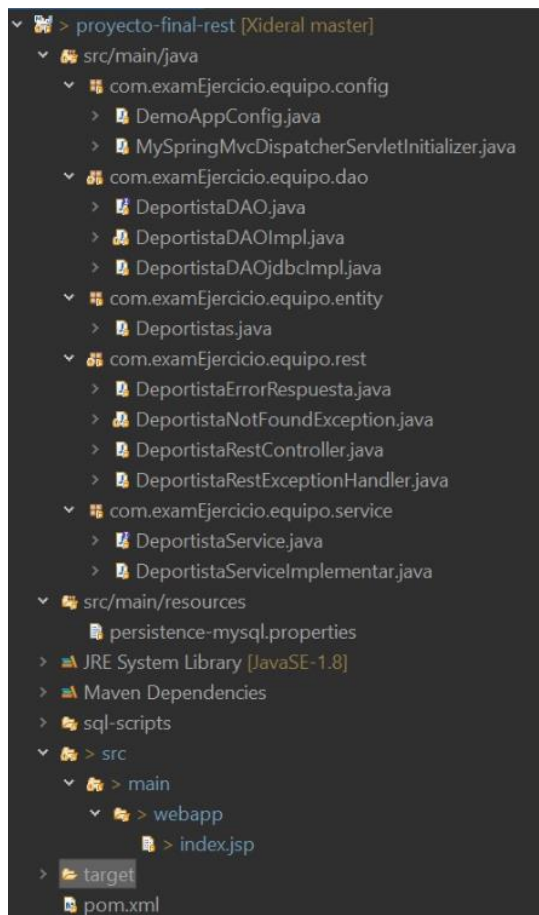 > proyecto-final-rest [Xideral master]
src/main/java
com.examEjercicio.equipo.config
DemoAppConfig.java
MySpringMvcDispatcherServletInitializer.java
com.examEjercicio.equipo.dao
DeportistaDAO.java
DeportistaDAOImpl.java
DeportistaDAOjdbcImpl.java
com.examEjercicio.equipo.entity
Deportistas.java
com.examEjercicio.equipo.rest
DeportistaErrorRespuesta.java
DeportistaNotFoundException.java
DeportistaRestController.java
DeportistaRestExceptionHandler.java
com.examEjercicio.equipo.service
DeportistaService.java
DeportistaServiceImplementar.java
src/main/resources
persistence-mysql.properties
JRE System Library [JavaSE-1.8]
Maven Dependencies
sql-scripts
> src
> main
> webapp
> index.jsp
target
pom.xml